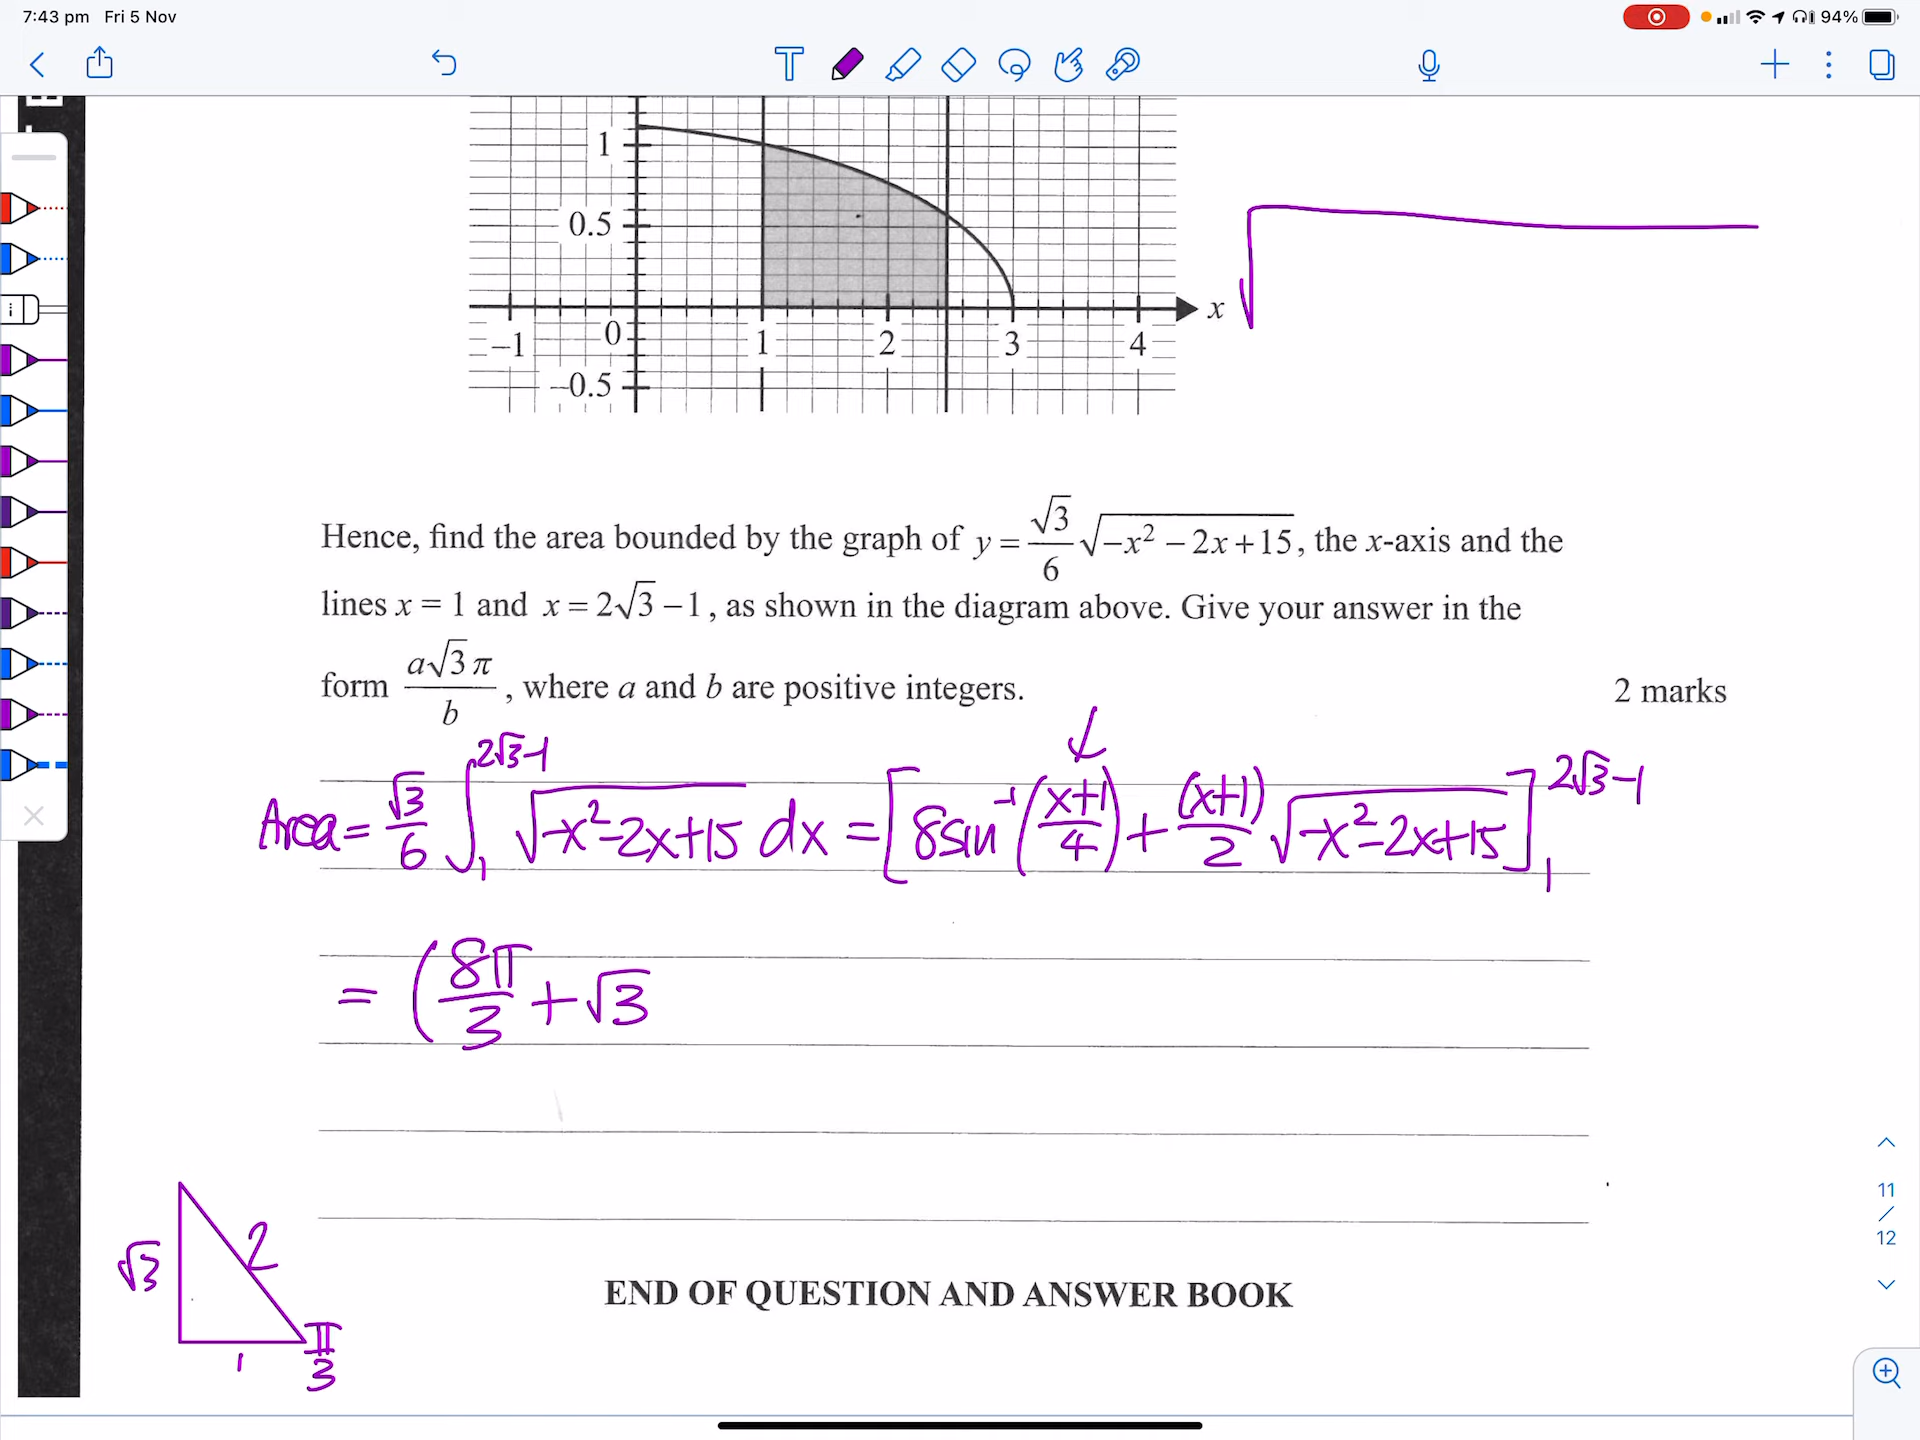 7:43 pm Fri 5 Nov
94%
1
0.5
0
−0.5
−1
1
2
3
4
x
Hence, find the area bounded by the graph of y = √3/6 √(−x² − 2x + 15), the x-axis and the
lines x = 1 and x = 2√3 − 1, as shown in the diagram above. Give your answer in the
form a√3π/b, where a and b are positive integers.
2 marks
Area = √3/6 ∫₁^(2√3−1) √(−x²−2x+15) dx = [8sin⁻¹((x+1)/4) + (x+1)/2 √(−x²−2x+15)]₁^(2√3−1)
= (8π/3 + √3
√3
2
1
π/3
END OF QUESTION AND ANSWER BOOK
11
/
12